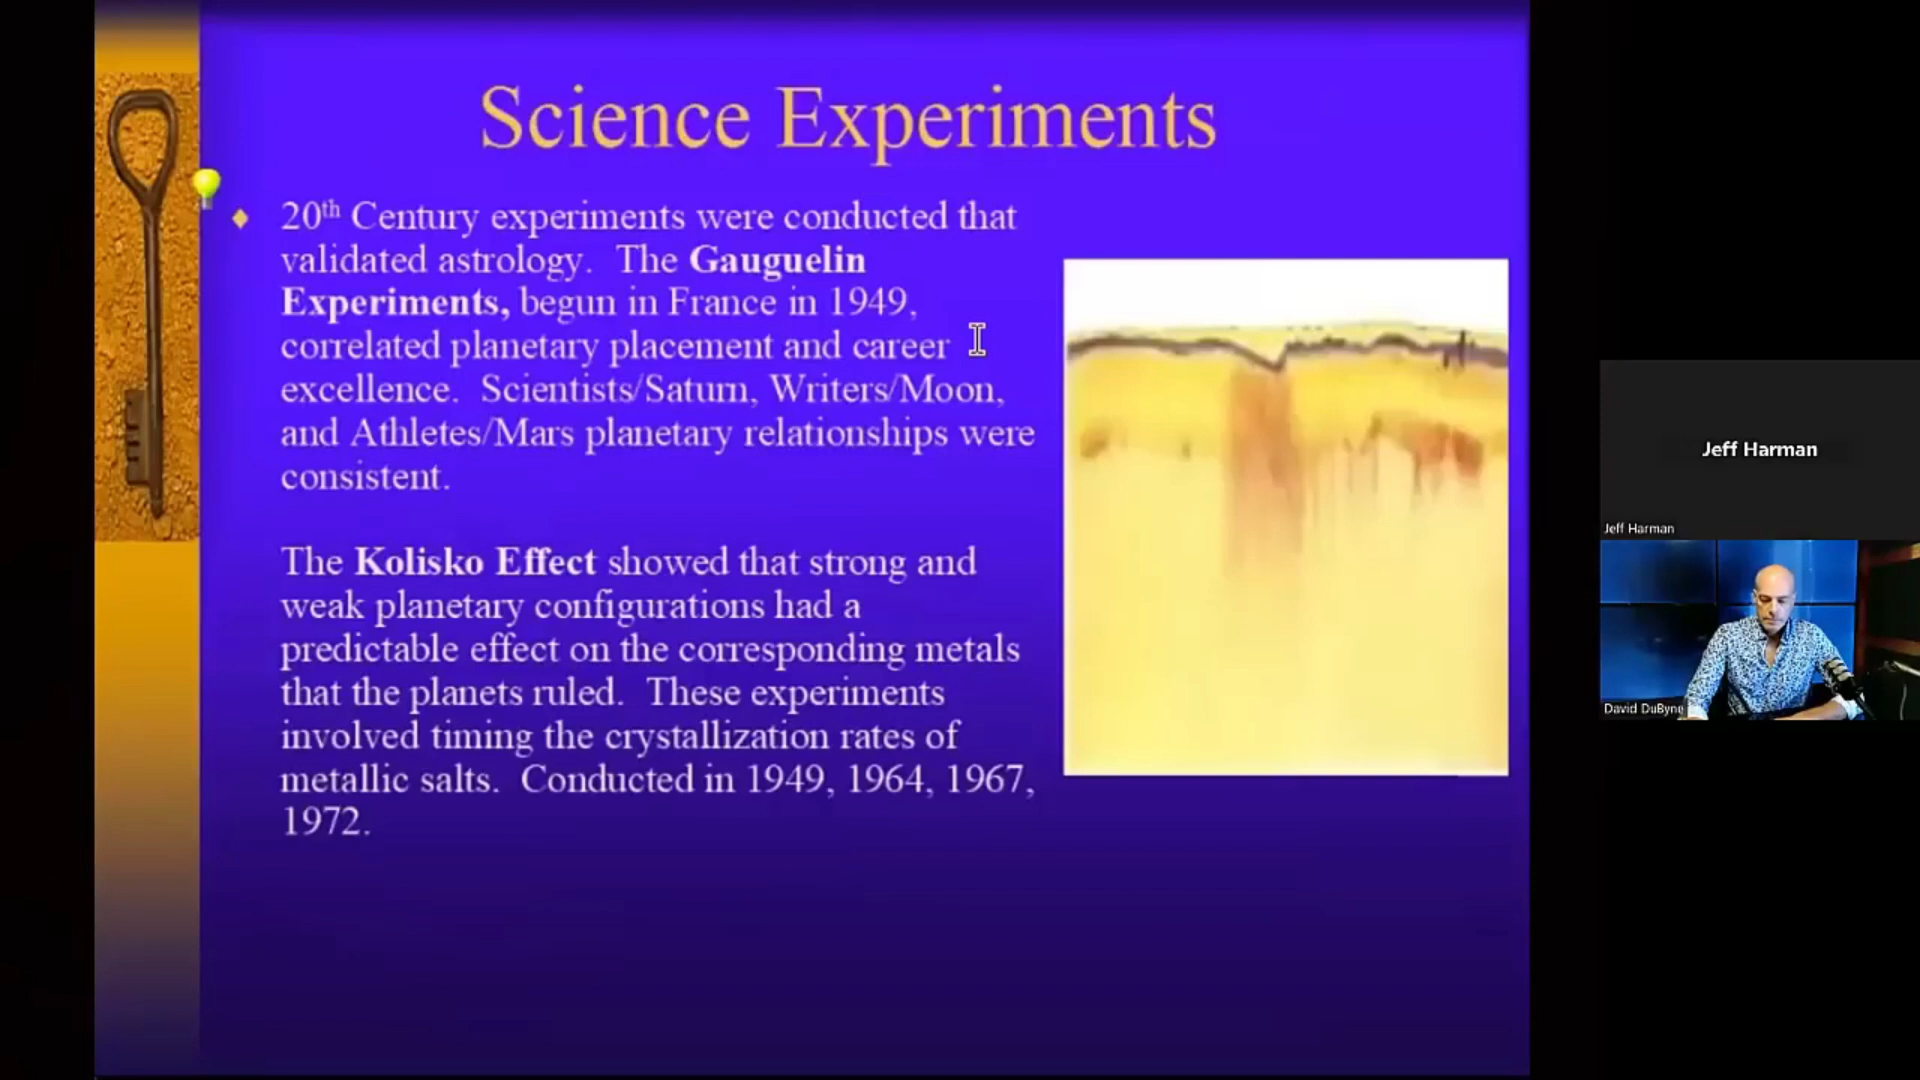 Science Experiments
20th Century experiments were conducted that
validated astrology. The Gauguelin
Experiments, begun in France in 1949,
correlated planetary placement and career
excellence. Scientists/Saturn, Writers/Moon,
and Athletes/Mars planetary relationships were
consistent.
The Kolisko Effect showed that strong and
weak planetary configurations had a
predictable effect on the corresponding metals
that the planets ruled. These experiments
involved timing the crystallization rates of
metallic salts. Conducted in 1949, 1964, 1967,
1972.
Jeff Harman
Jeff Harman
David DuByne